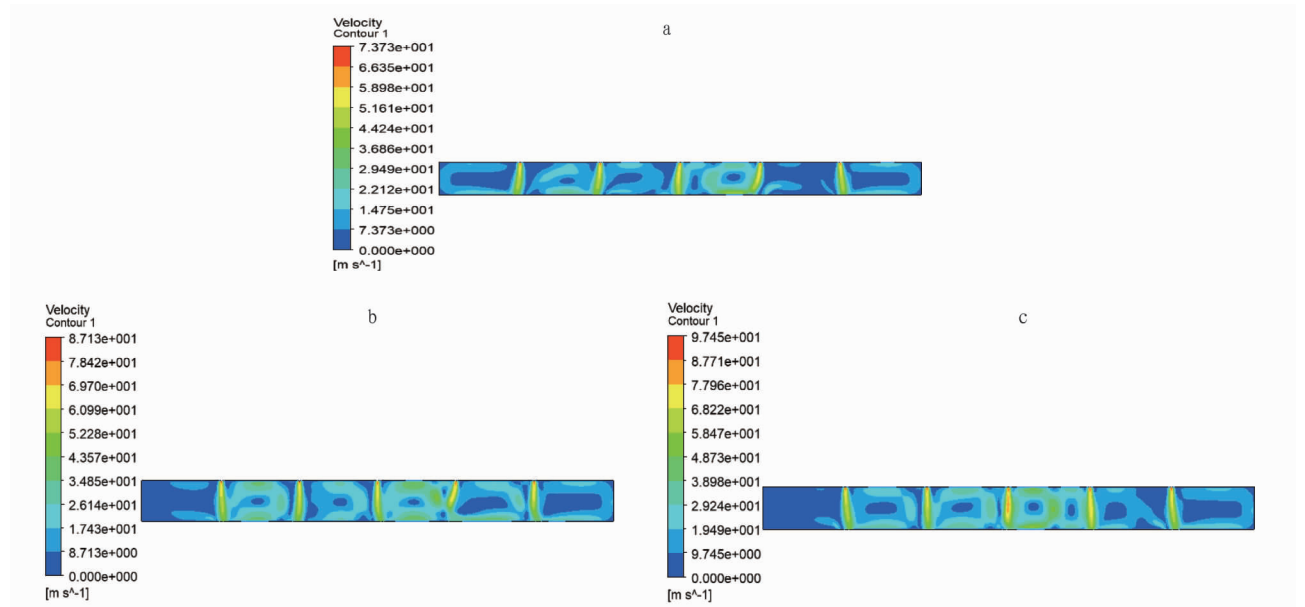 a
Velocity
Contour 1
7.373e+001
6.635e+001
5.898e+001
5.161e+001
4.424e+001
3.686e+001
2.949e+001
2.212e+001
1.475e+001
7.373e+000
0.000e+000
[m s^-1]
b
Velocity
Contour 1
8.713e+001
7.842e+001
6.970e+001
6.099e+001
5.228e+001
4.357e+001
3.485e+001
2.614e+001
1.743e+001
8.713e+000
0.000e+000
[m s^-1]
c
Velocity
Contour 1
9.745e+001
8.771e+001
7.796e+001
6.822e+001
5.847e+001
4.873e+001
3.898e+001
2.924e+001
1.949e+001
9.745e+000
0.000e+000
[m s^-1]